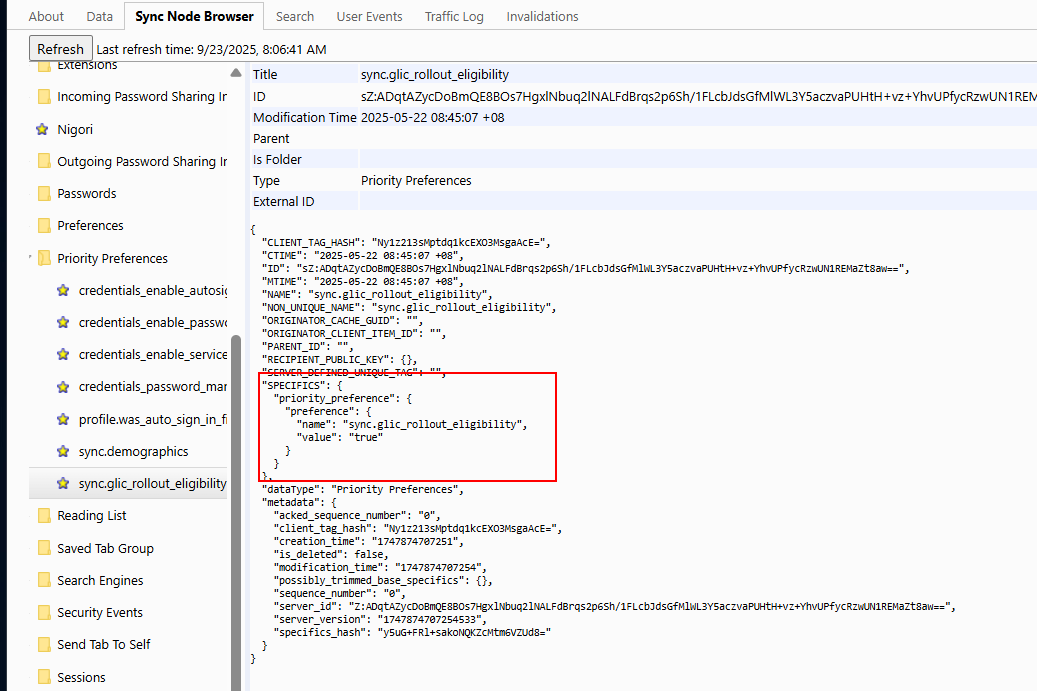 About Data Sync Node Browser Search User Events Traffic Log Invalidations
Refresh Last refresh time: 9/23/2025, 8:06:41 AM
Extensions
Incoming Password Sharing Ir
Nigori
Outgoing Password Sharing Ir
Passwords
Preferences
Priority Preferences
credentials_enable_autosig
credentials_enable_passwo
credentials_enable_service
credentials_password_mar
profile.was_auto_sign_in_fi
sync.demographics
sync.glic_rollout_eligibility
Reading List
Saved Tab Group
Search Engines
Security Events
Send Tab To Self
Sessions
Title sync.glic_rollout_eligibility
ID sZ:ADqtAZycDoBmQE8BOs7HgxlNbuq2lNALFdBrqs2p6Sh/1FLcbJdsGfMlWL3Y5aczvaPUHtH+vz+YhvUPfycRzwUN1REM
Modification Time 2025-05-22 08:45:07 +08
Parent
Is Folder
Type Priority Preferences
External ID
{
"CLIENT_TAG_HASH": "Ny1z213sMptdq1kcEXO3MsgaAcE=",
"CTIME": "2025-05-22 08:45:07 +08",
"ID": "sZ:ADqtAZycDoBmQE8BOs7HgxlNbuq2lNALFdBrqs2p6Sh/1FLcbJdsGfMlWL3Y5aczvaPUHtH+vz+YhvUPfycRzwUN1REMaZt8aw==",
"MTIME": "2025-05-22 08:45:07 +08",
"NAME": "sync.glic_rollout_eligibility",
"NON_UNIQUE_NAME": "sync.glic_rollout_eligibility",
"ORIGINATOR_CACHE_GUID": "",
"ORIGINATOR_CLIENT_ITEM_ID": "",
"PARENT_ID": "",
"RECIPIENT_PUBLIC_KEY": {},
"SERVER_DEFINED_UNIQUE_TAG": "",
"SPECIFICS": {
"priority_preference": {
"preference": {
"name": "sync.glic_rollout_eligibility",
"value": "true"
}
}
},
"dataType": "Priority Preferences",
"metadata": {
"acked_sequence_number": "0",
"client_tag_hash": "Ny1z213sMptdq1kcEXO3MsgaAcE=",
"creation_time": "1747874707251",
"is_deleted": false,
"modification_time": "1747874707254",
"possibly_trimmed_base_specifics": {},
"sequence_number": "0",
"server_id": "Z:ADqtAZycDoBmQE8BOs7HgxlNbuq2lNALFdBrqs2p6Sh/1FLcbJdsGfMlWL3Y5aczvaPUHtH+vz+YhvUPfycRzwUN1REMaZt8aw==",
"server_version": "1747874707254533",
"specifics_hash": "y5uG+FRl+sakoNQKZcMtm6VZUd8="
}
}